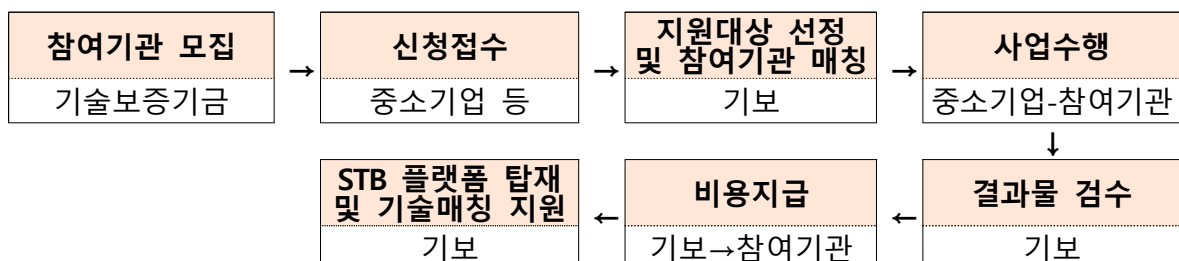 참여기관 모집
기술보증기금
→
신청접수
중소기업 등
→
지원대상 선정
및 참여기관 매칭
기보
→
사업수행
중소기업-참여기관
↓
결과물 검수
기보
←
비용지급
기보→참여기관
←
STB 플랫폼 탑재
및 기술매칭 지원
기보